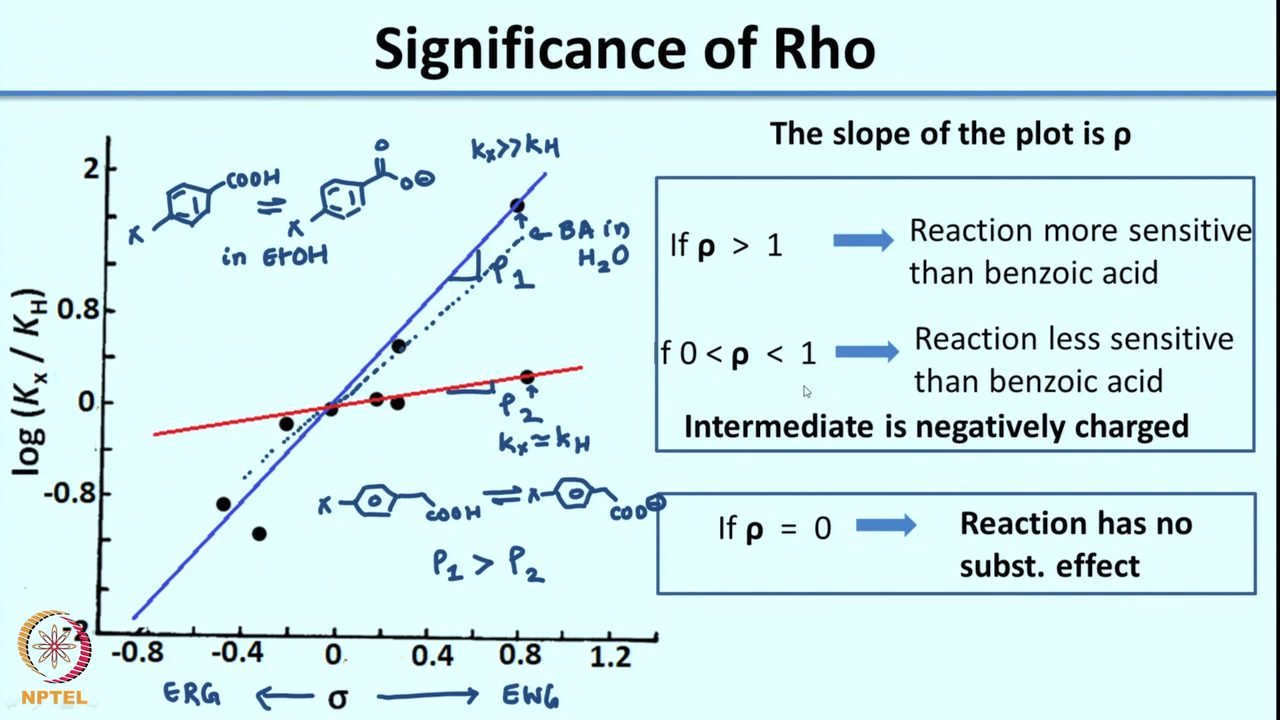 Significance of Rho
The slope of the plot is ρ
If ρ > 1
Reaction more sensitive
than benzoic acid
f 0 < ρ < 1
Reaction less sensitive
than benzoic acid
Intermediate is negatively charged
If ρ = 0
Reaction has no
subst. effect
log (Kx / KH)
2
0.8
0
-0.8
-2
-0.8
-0.4
0.
0.4
0.8
1.2
ERG
σ
EWG
X
COOH
⇌
X
O
O⊖
in EtOH
kx>>kH
BA in
H2O
ρ1
ρ2
kx≃kH
X
COOH
⇌
X
COO⊖
ρ1 > ρ2
NPTEL